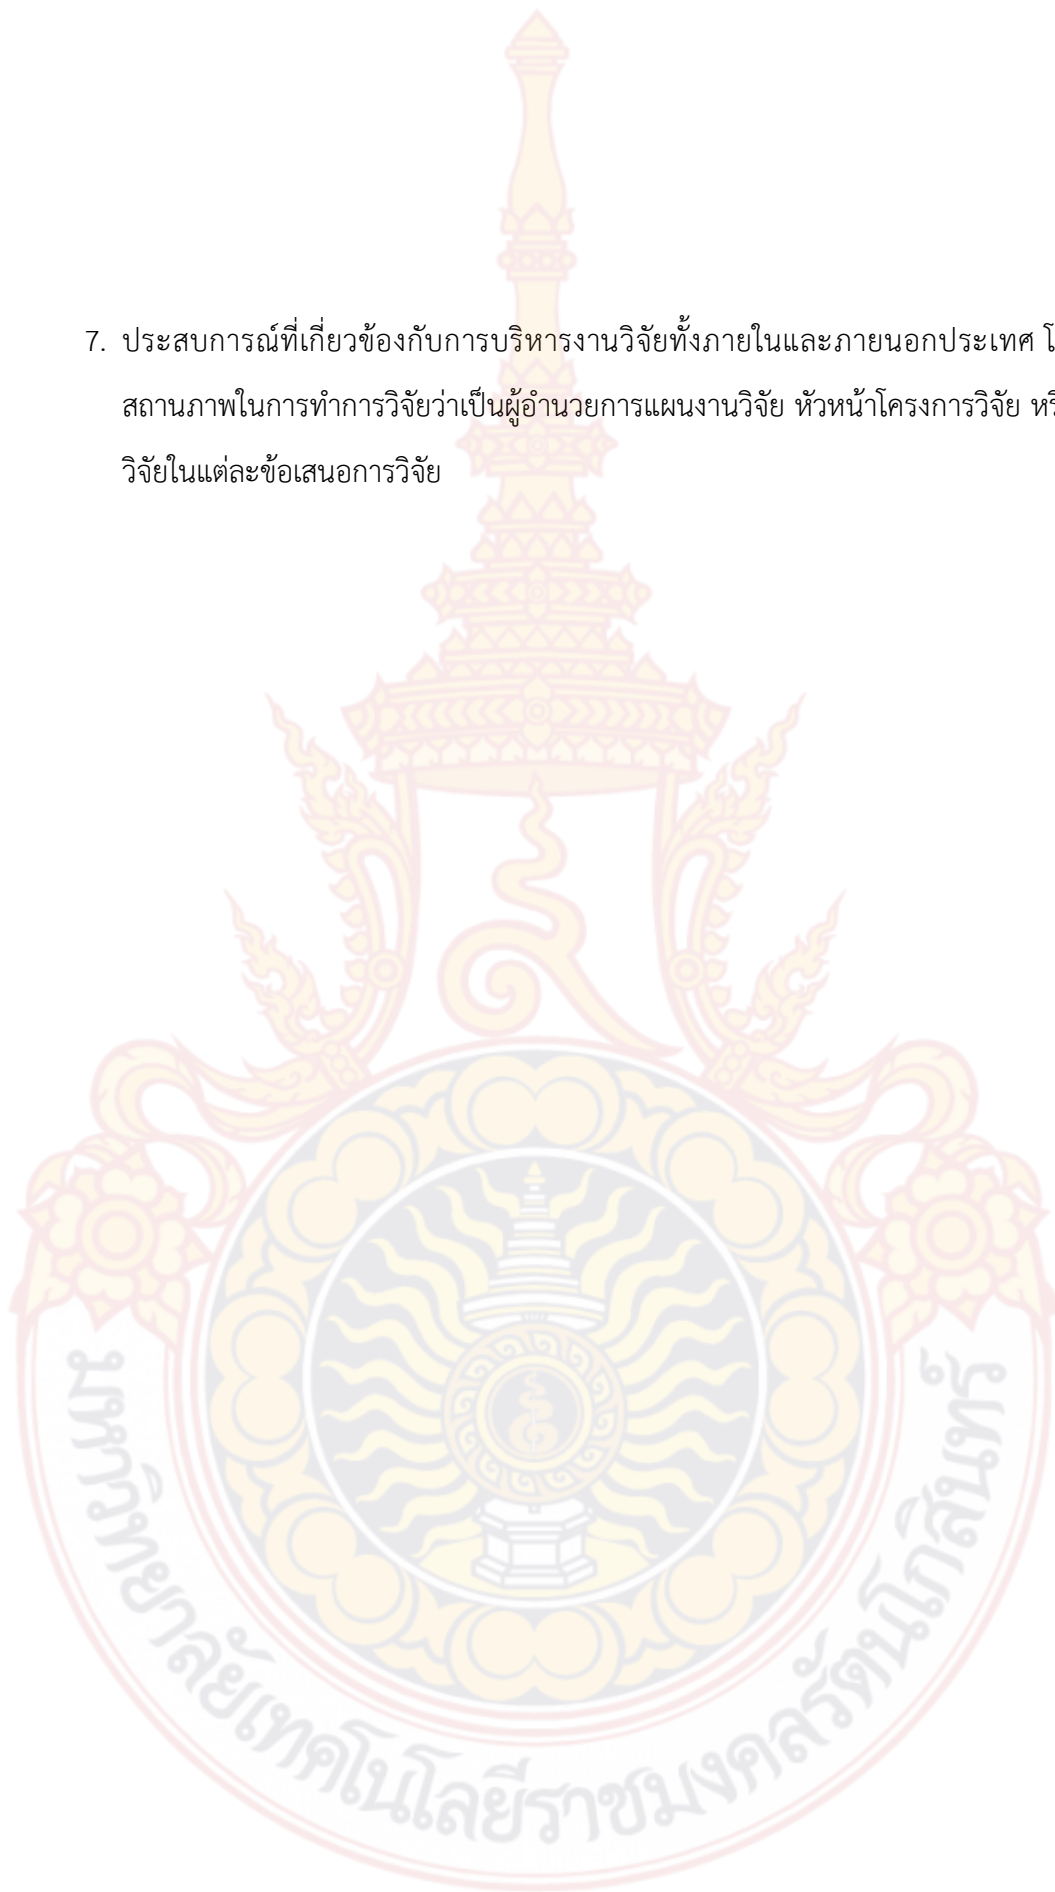 7. ประสบการณ์ที่เกี่ยวข้องกับการบริหารงานวิจัยทั้งภายในและภายนอกประเทศ
สถานภาพในการทำการวิจัยว่าเป็นผู้อำนวยการแผนงานวิจัย หัวหน้าโครงการวิจัย
วิจัยในแต่ละข้อเสนอการวิจัย
มหาวิทยาลัยเทคโนโลยีราชมงคลรัตนโกสินทร์